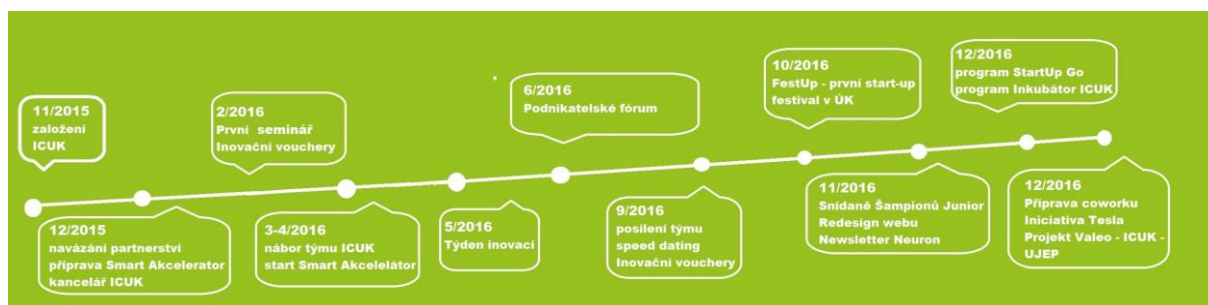 11/2015
založení
ICUK
12/2015
navázání partnerství
příprava Smart Akcelerator
kancelář ICUK
2/2016
První seminář
Inovační vouchery
3-4/2016
nábor týmu ICUK
start Smart Akcelelátor
5/2016
Týden inovací
6/2016
Podnikatelské fórum
9/2016
posílení týmu
speed dating
Inovační vouchery
10/2016
FestUp - první start-up
festival v ÚK
11/2016
Snídaně Šampionů Junior
Redesign webu
Newsletter Neuron
12/2016
program StartUp Go
program Inkubátor ICUK
12/2016
Příprava coworku
Iniciativa Tesla
Projekt Valeo - ICUK -
UJEP